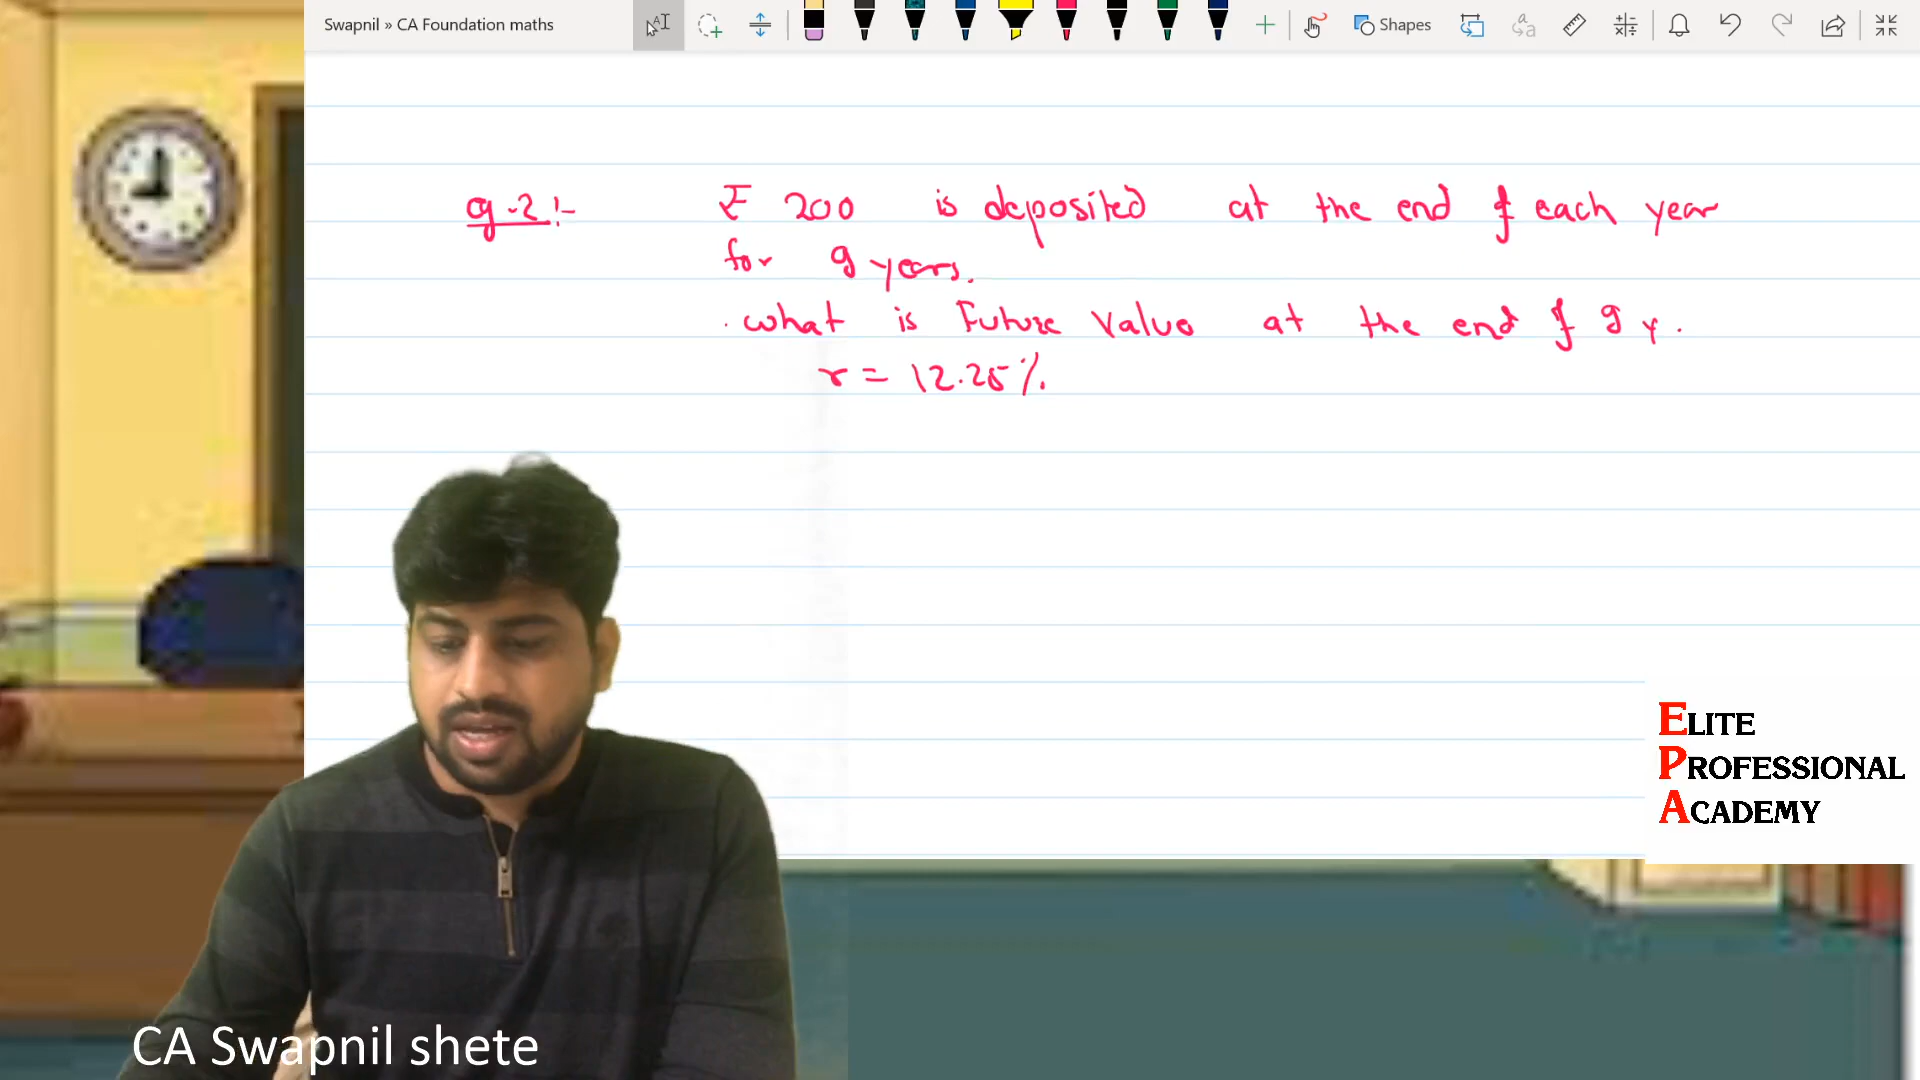 Swapnil » CA Foundation maths
Shapes
eg-2:-
₹ 200 is deposited at the end of each year
for 9 years.
. what is Future Value at the end of 9 y.
r = 12.25%
ELITE
PROFESSIONAL
ACADEMY
CA Swapnil shete